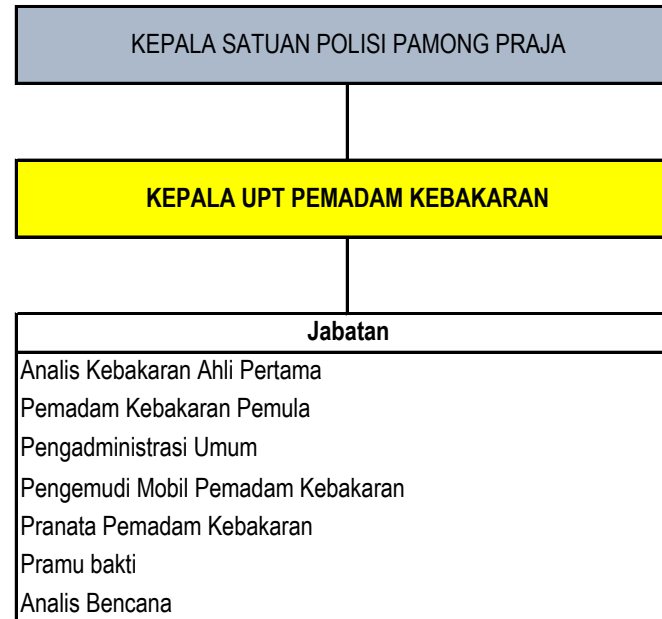 KEPALA SATUAN POLISI PAMONG PRAJA
KEPALA UPT PEMADAM KEBAKARAN
Jabatan
Analis Kebakaran Ahli Pertama
Pemadam Kebakaran Pemula
Pengadministrasi Umum
Pengemudi Mobil Pemadam Kebakaran
Pranata Pemadam Kebakaran
Pramu bakti
Analis Bencana